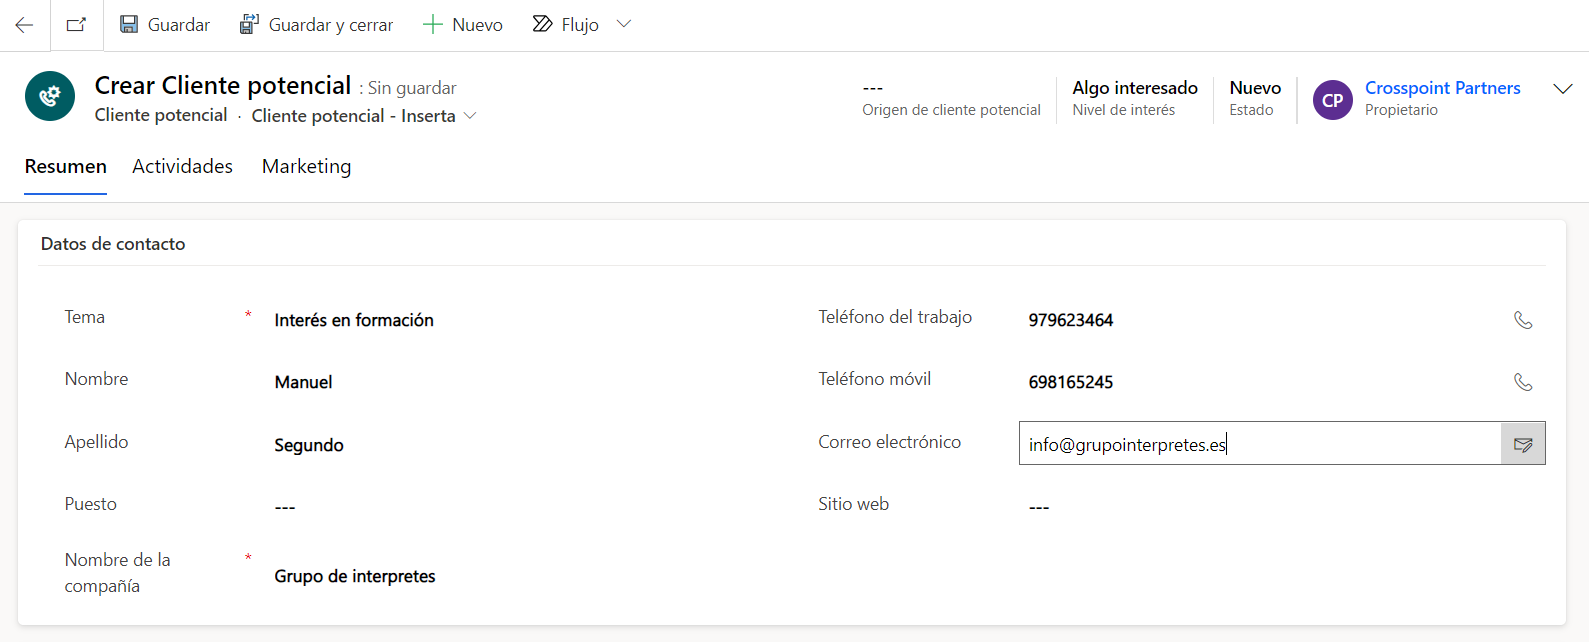 Guardar Guardar y cerrar Nuevo Flujo
Crear Cliente potencial : Sin guardar
Cliente potencial · Cliente potencial - Inserta
--- Algo interesado Nuevo CP Crosspoint Partners
Origen de cliente potencial Nivel de interés Estado Propietario
Resumen Actividades Marketing
Datos de contacto
Tema * Interés en formación Teléfono del trabajo 979623464
Nombre Manuel Teléfono móvil 698165245
Apellido Segundo Correo electrónico info@grupointerpretes.es
Puesto --- Sitio web ---
Nombre de la compañía * Grupo de interpretes